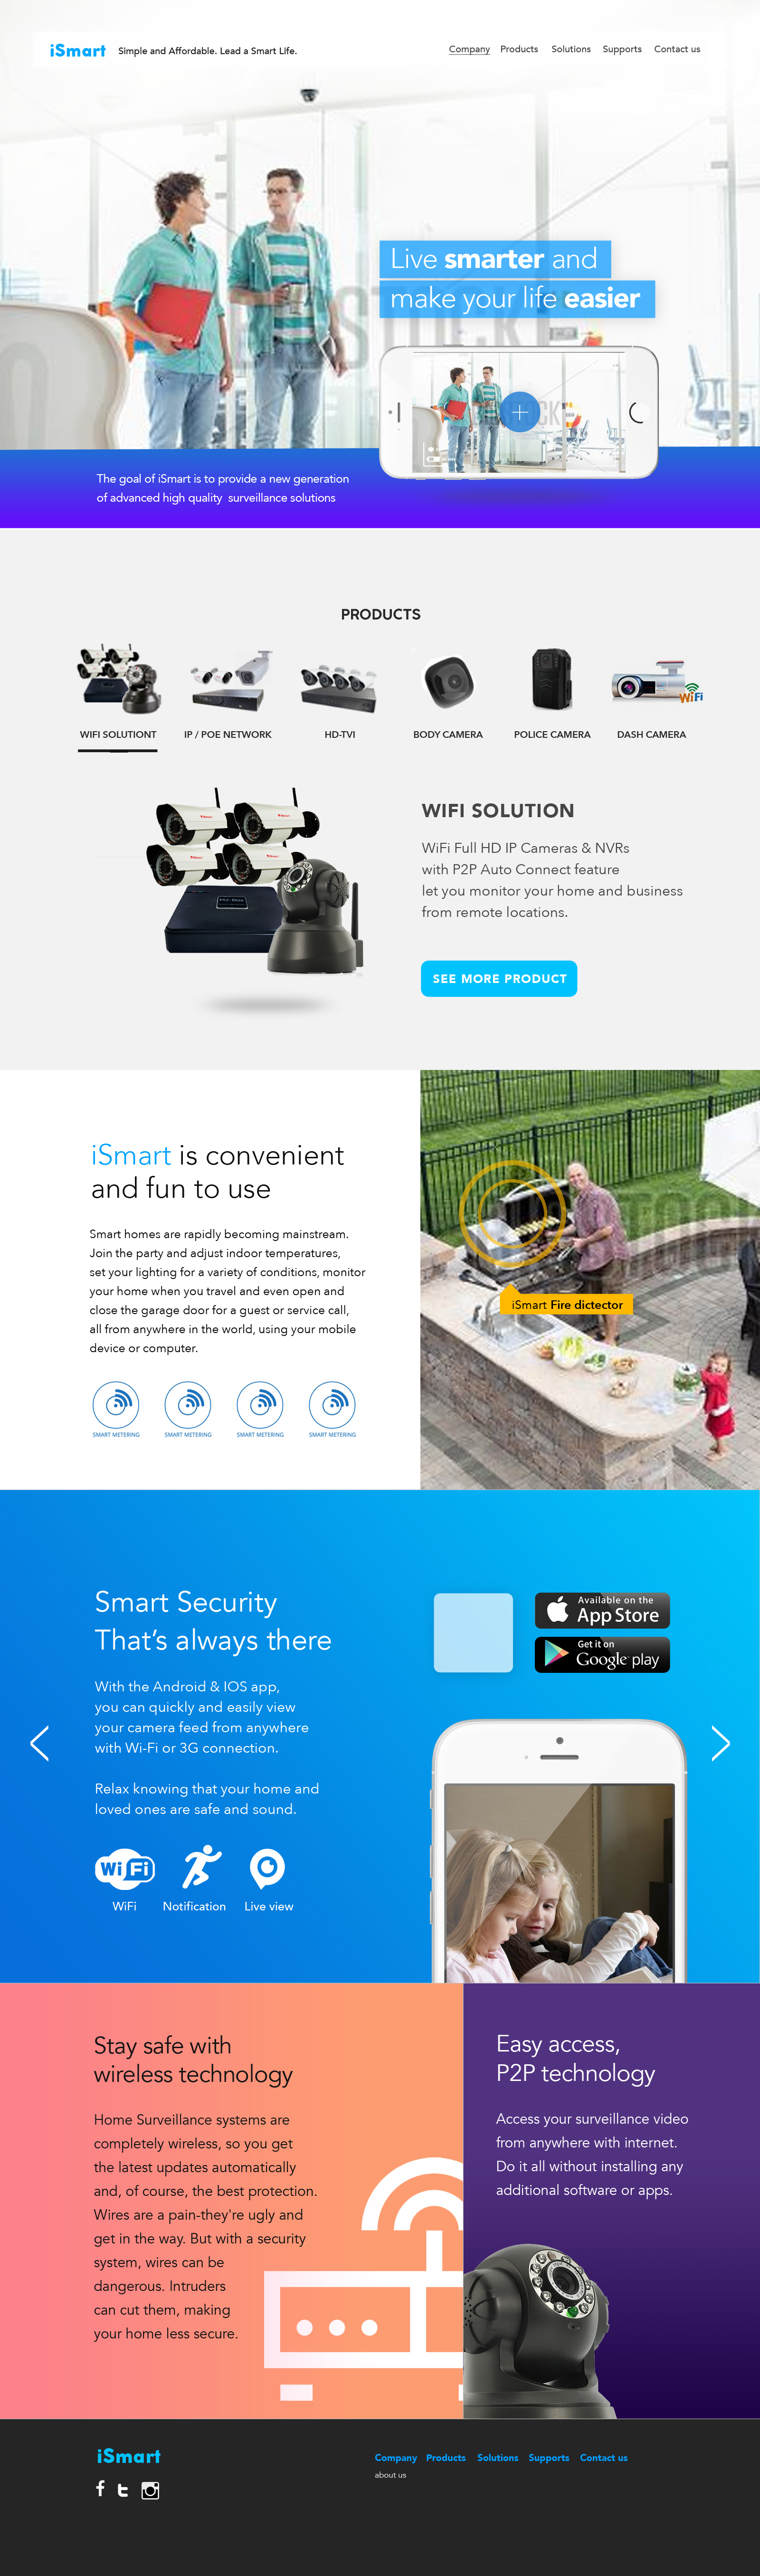 iSmart
Simple and Affordable. Lead a Smart Life.
Company Products Solutions Supports Contact us
Live smarter and
make your life easier
The goal of iSmart is to provide a new generation
of advanced high quality surveillance solutions
PRODUCTS
WiFi
WIFI SOLUTIONT
IP / POE NETWORK
HD-TVI
BODY CAMERA
POLICE CAMERA
DASH CAMERA
WIFI SOLUTION
WiFi Full HD IP Cameras & NVRs
with P2P Auto Connect feature
let you monitor your home and business
from remote locations.
SEE MORE PRODUCT
iSmart is convenient
and fun to use
Smart homes are rapidly becoming mainstream.
Join the party and adjust indoor temperatures,
set your lighting for a variety of conditions, monitor
your home when you travel and even open and
close the garage door for a guest or service call,
all from anywhere in the world, using your mobile
device or computer.
SMART METERING
SMART METERING
SMART METERING
SMART METERING
iSmart Fire dictector
Smart Security
That's always there
With the Android & IOS app,
you can quickly and easily view
your camera feed from anywhere
with Wi-Fi or 3G connection.
Relax knowing that your home and
loved ones are safe and sound.
WiFi
WiFi
Notification
Live view
Available on the
App Store
Get it on
Google play
Stay safe with
wireless technology
Home Surveillance systems are
completely wireless, so you get
the latest updates automatically
and, of course, the best protection.
Wires are a pain-they're ugly and
get in the way. But with a security
system, wires can be
dangerous. Intruders
can cut them, making
your home less secure.
Easy access,
P2P technology
Access your surveillance video
from anywhere with internet.
Do it all without installing any
additional software or apps.
iSmart
Company Products Solutions Supports Contact us
about us